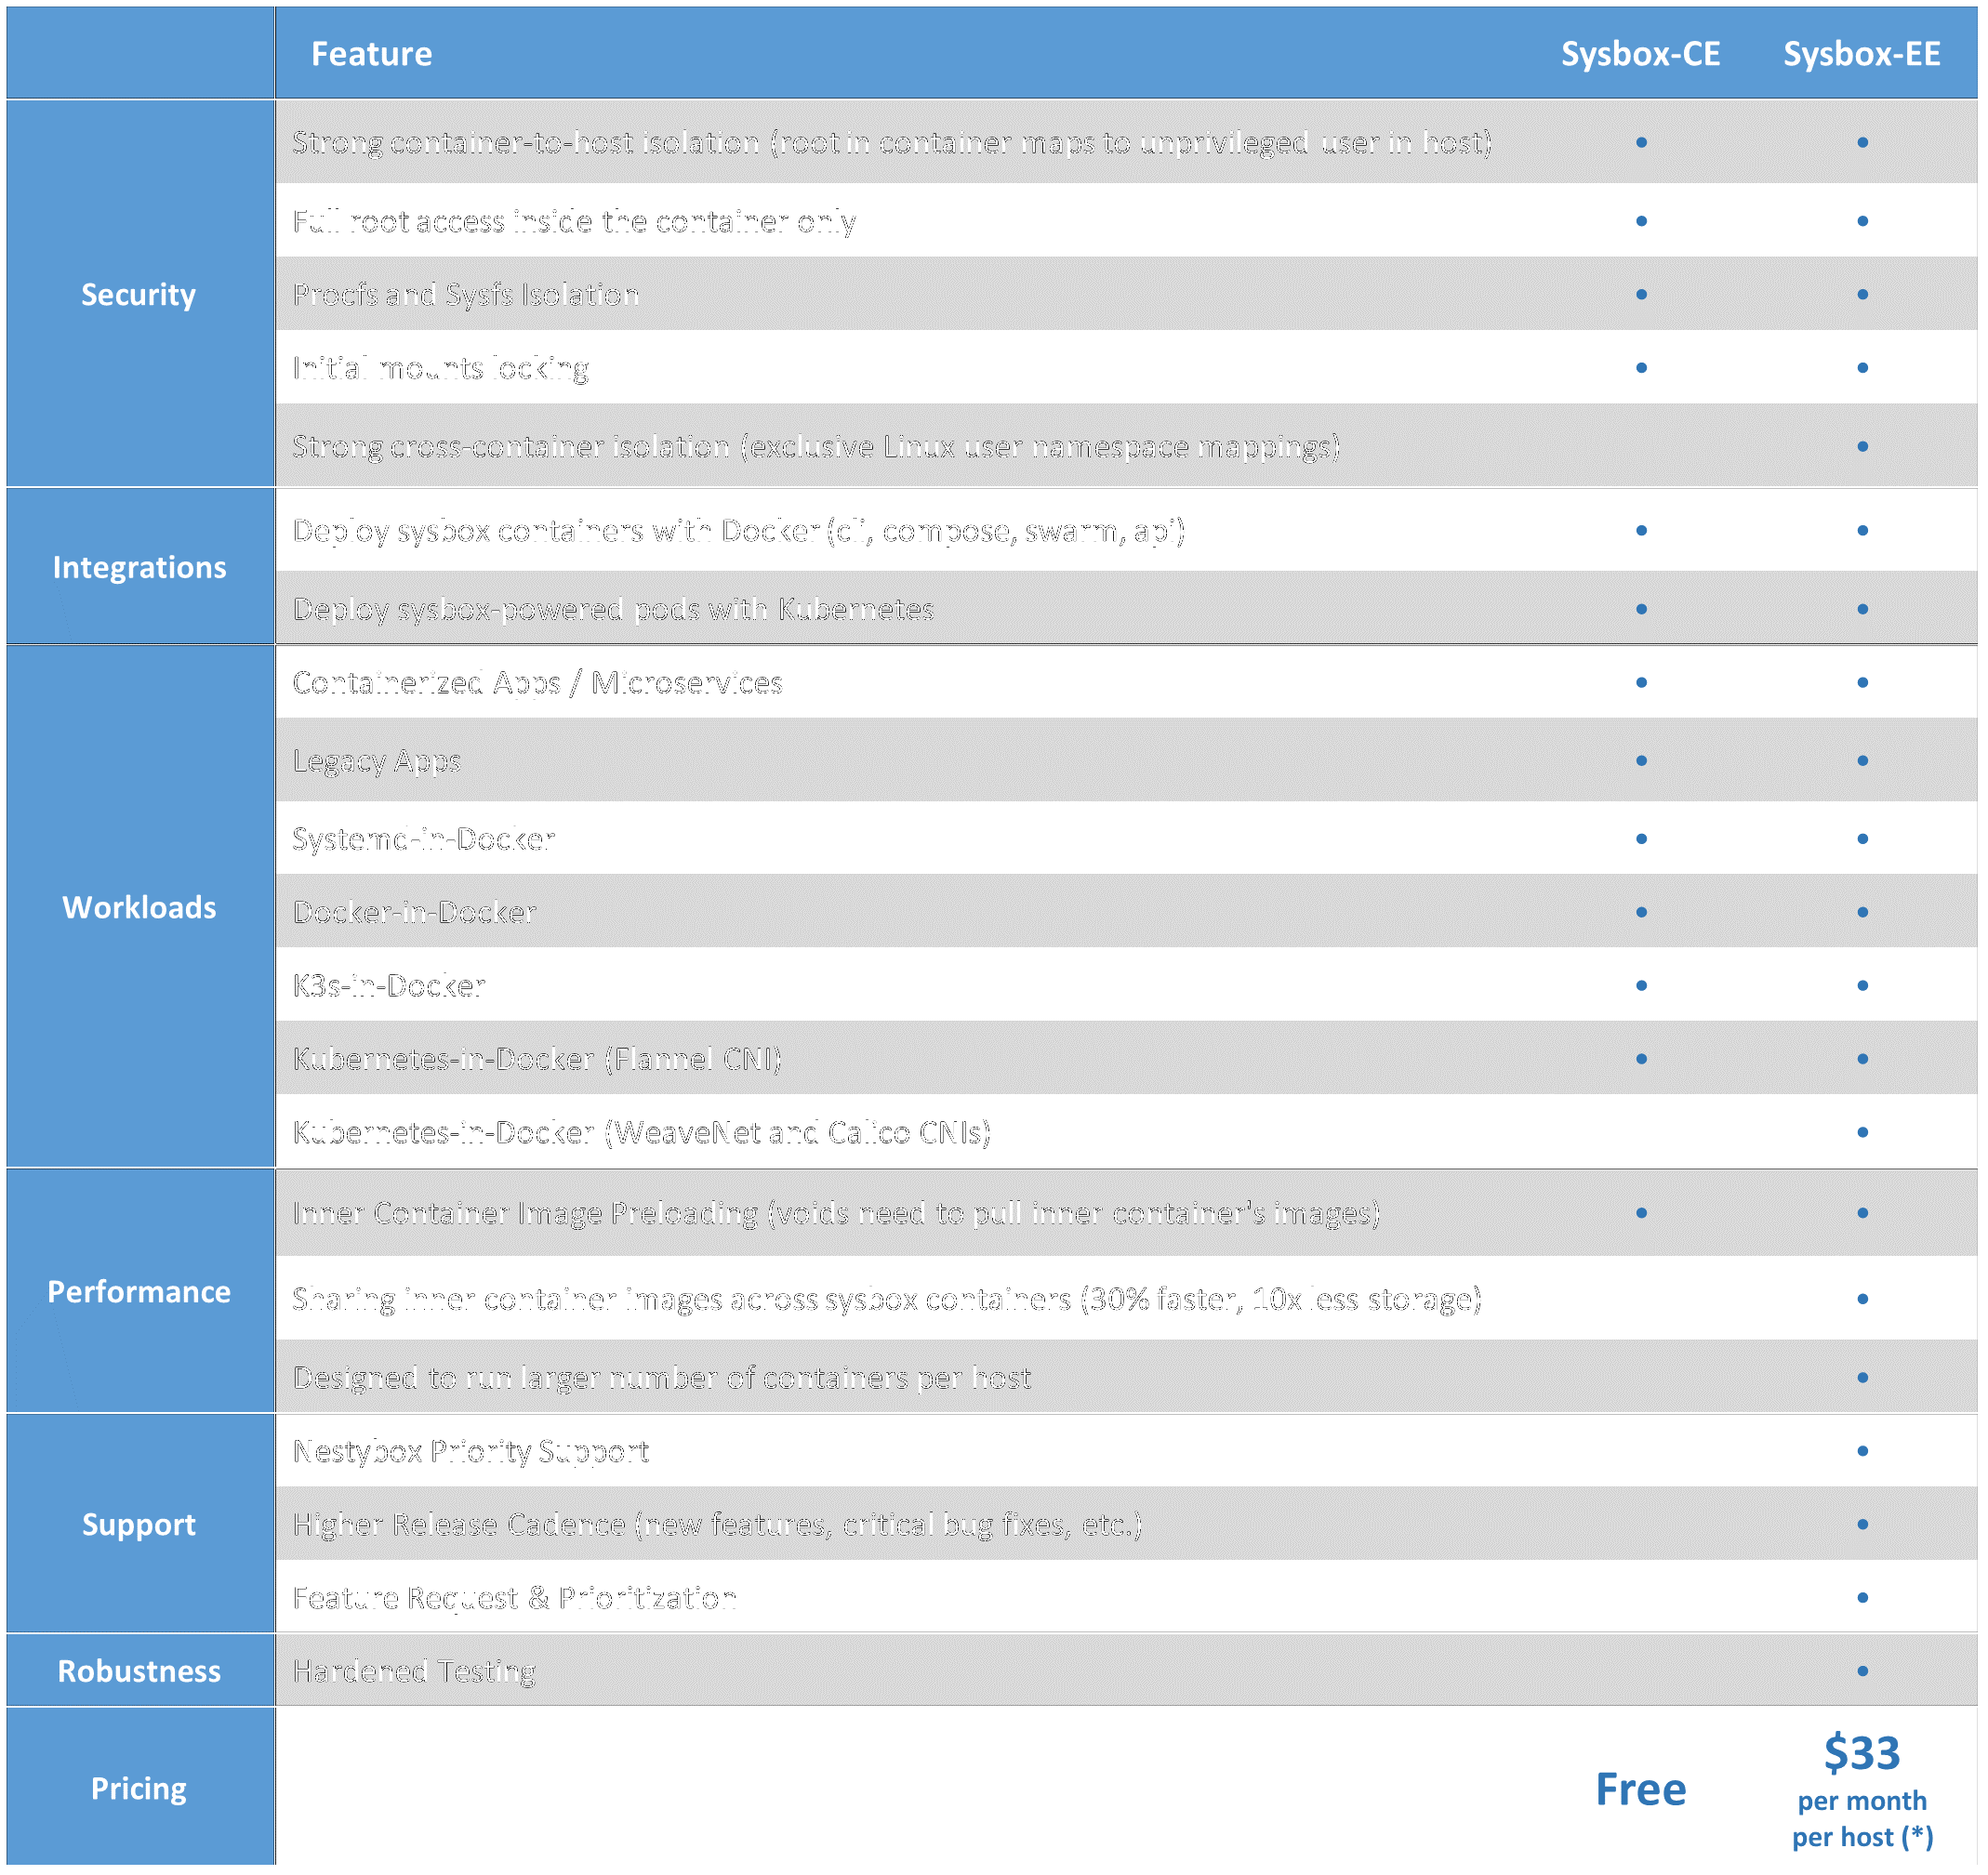 Feature Sysbox-CE Sysbox-EE
Security
Strong container-to-host isolation (root in container maps to unprivileged user in host) • •
Full root access inside the container only • •
Procfs and Sysfs Isolation • •
Initial mounts locking • •
Strong cross-container isolation (exclusive Linux user namespace mappings) •
Integrations
Deploy sysbox containers with Docker (cli, compose, swarm, api) • •
Deploy sysbox-powered pods with Kubernetes • •
Workloads
Containerized Apps / Microservices • •
Legacy Apps • •
Systemd-in-Docker • •
Docker-in-Docker • •
K3s-in-Docker • •
Kubernetes-in-Docker (Flannel CNI) • •
Kubernetes-in-Docker (WeaveNet and Calico CNIs) •
Performance
Inner Container Image Preloading (voids need to pull inner container's images) • •
Sharing inner container images across sysbox containers (30% faster, 10x less storage) •
Designed to run larger number of containers per host •
Support
Nestybox Priority Support •
Higher Release Cadence (new features, critical bug fixes, etc.) •
Feature Request & Prioritization •
Robustness
Hardened Testing •
Pricing
Free
$33
per month
per host (*)